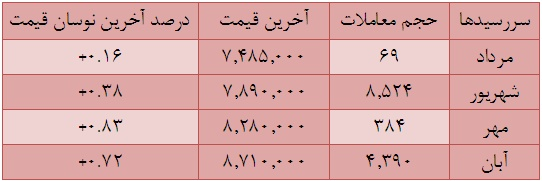 سررسیدها حجم معاملات آخرین قیمت درصد آخرین نوسان قیمت
مرداد ۶۹ ۷,۴۸۵,۰۰۰ +۰.۱۶
شهریور ۸,۵۲۴ ۷,۸۹۰,۰۰۰ +۰.۳۸
مهر ۳۸۴ ۸,۲۸۰,۰۰۰ +۰.۸۳
آبان ۴,۳۹۰ ۸,۷۱۰,۰۰۰ +۰.۷۲